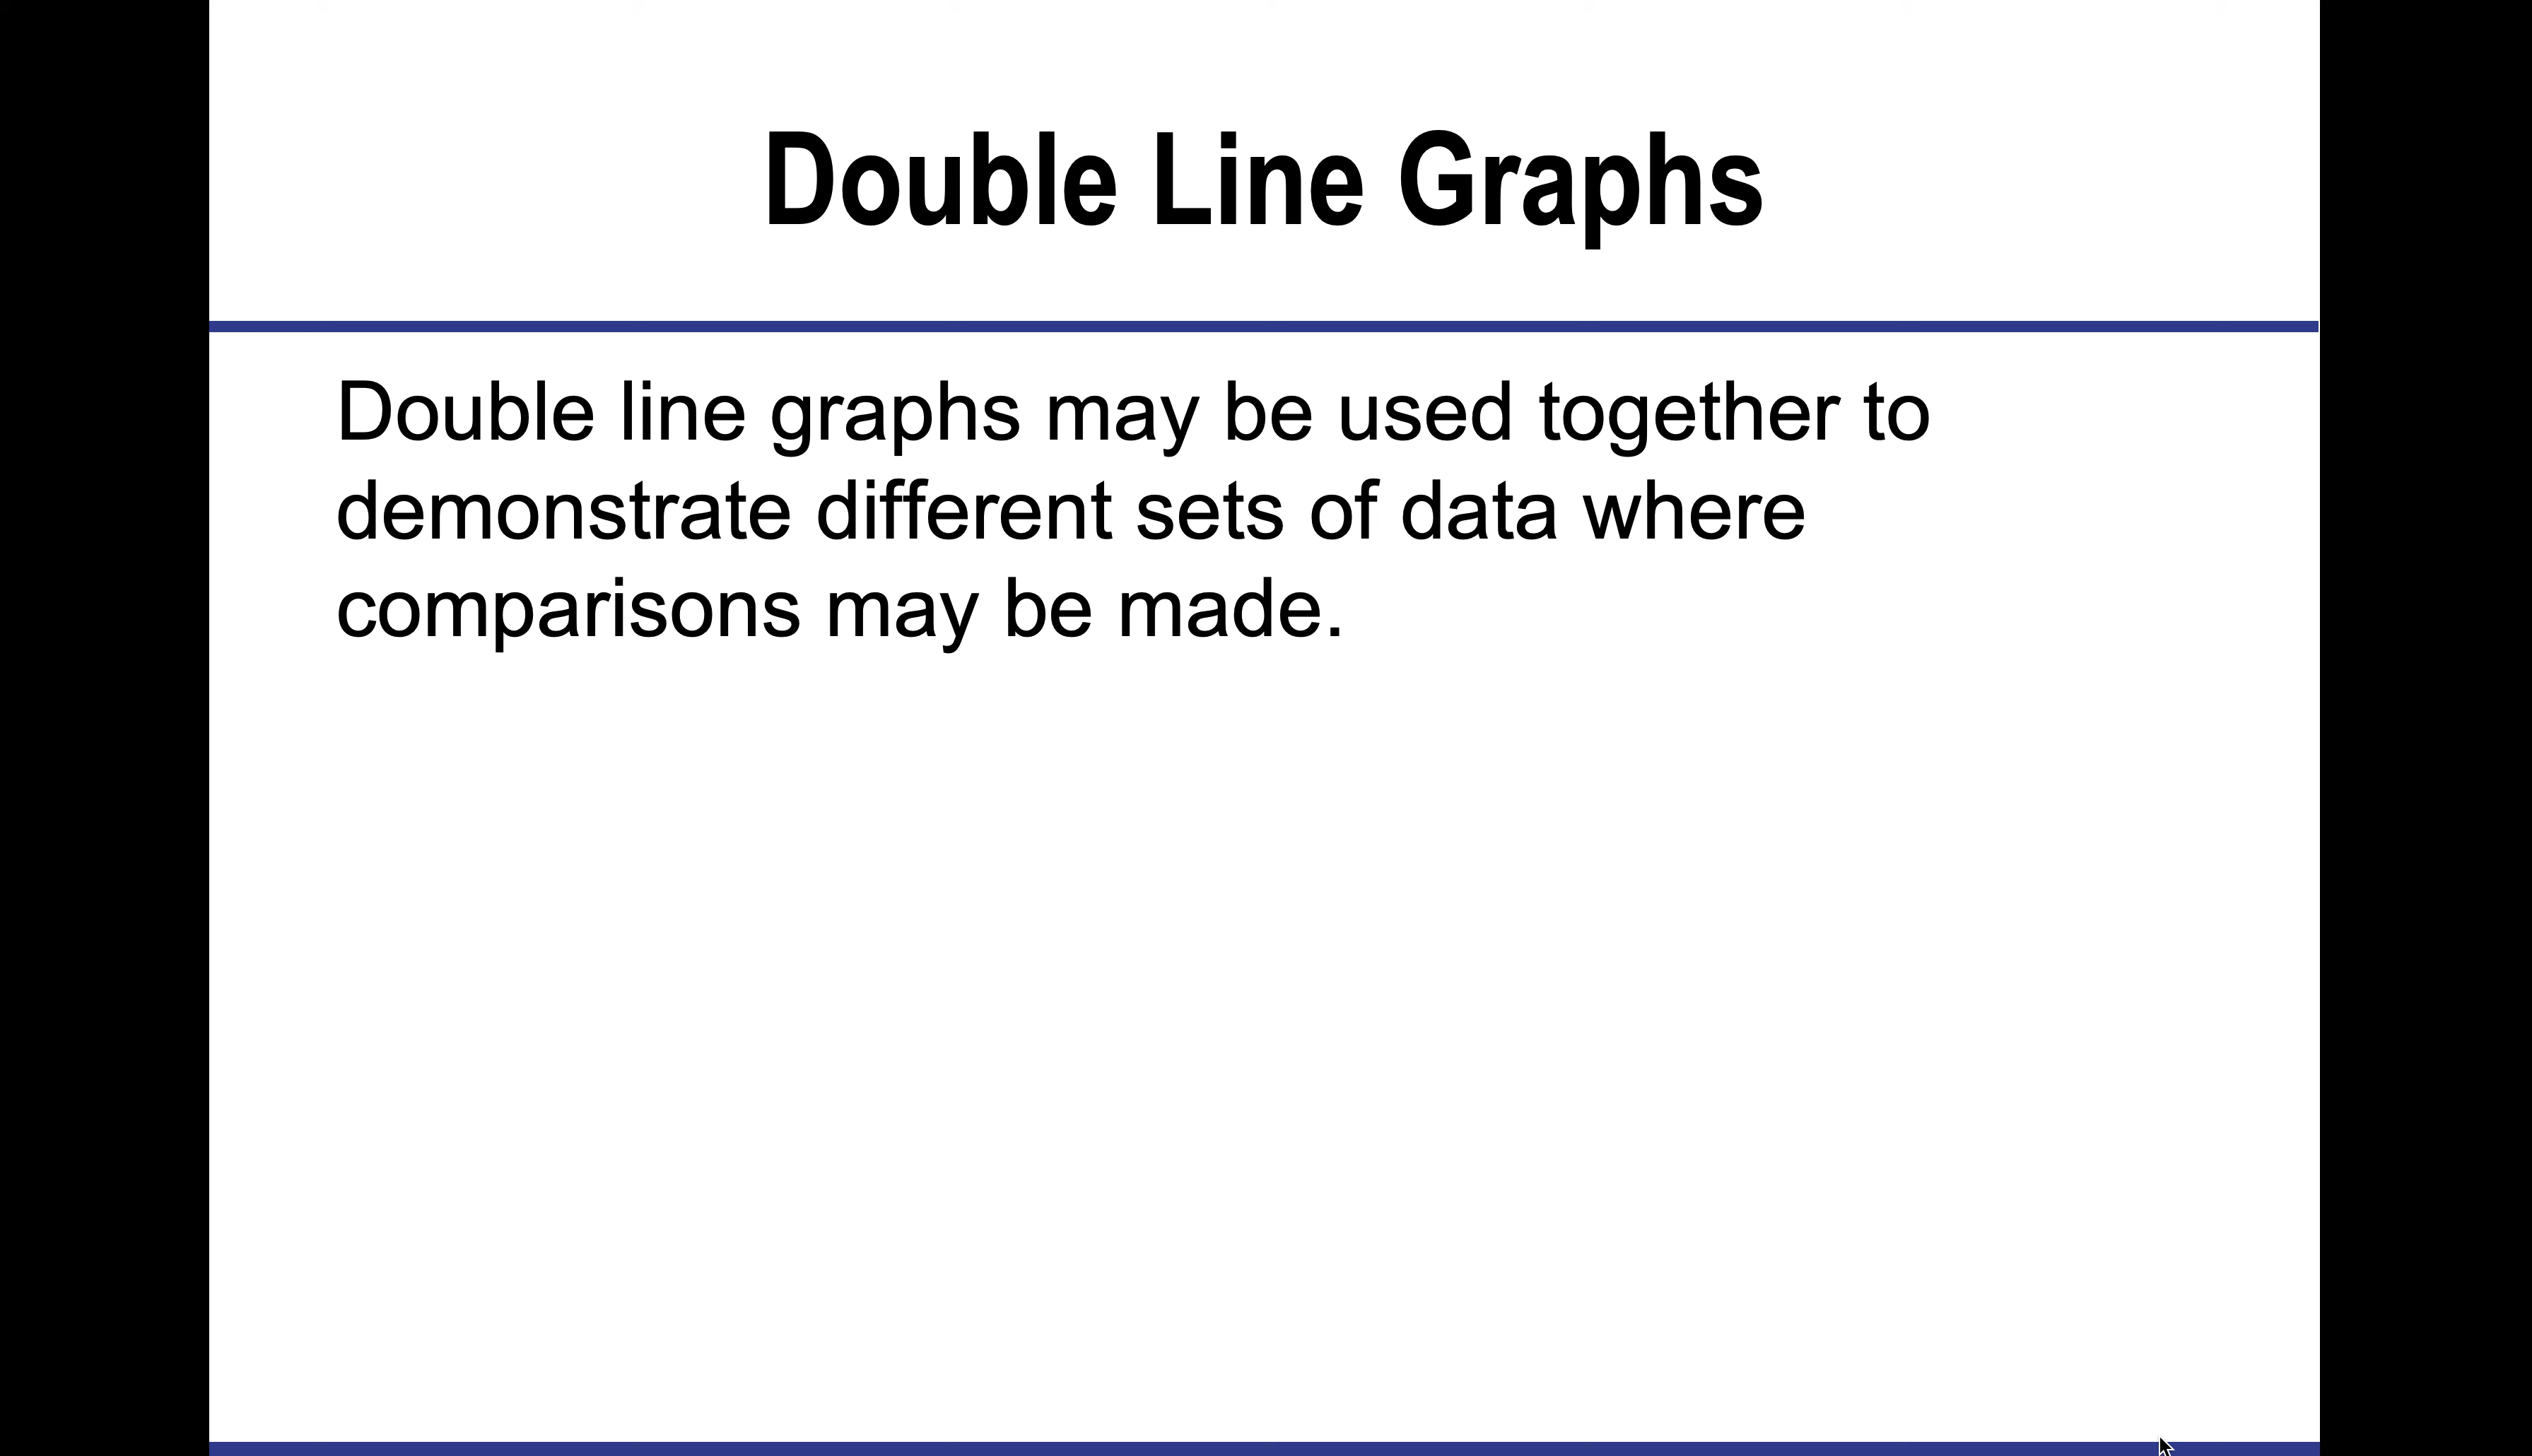 Double Line Graphs
Double line graphs may be used together to
demonstrate different sets of data where
comparisons may be made.